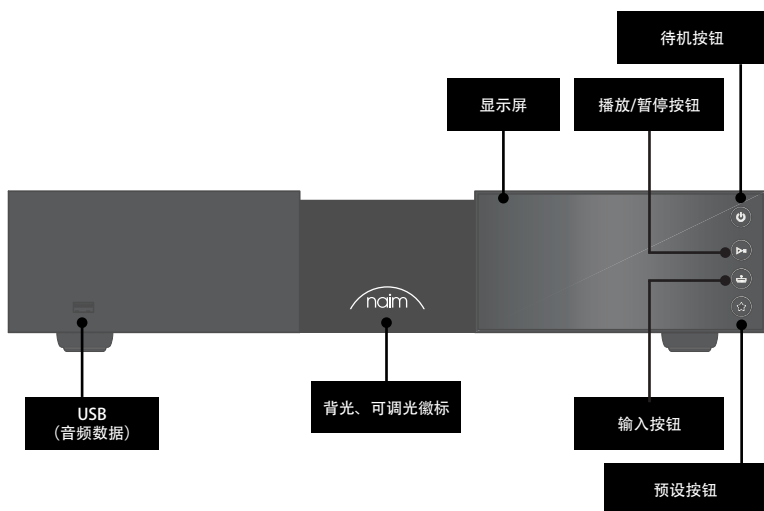 待机按钮
显示屏
播放/暂停按钮
naim
USB
（音频数据）
背光、可调光徽标
输入按钮
预设按钮